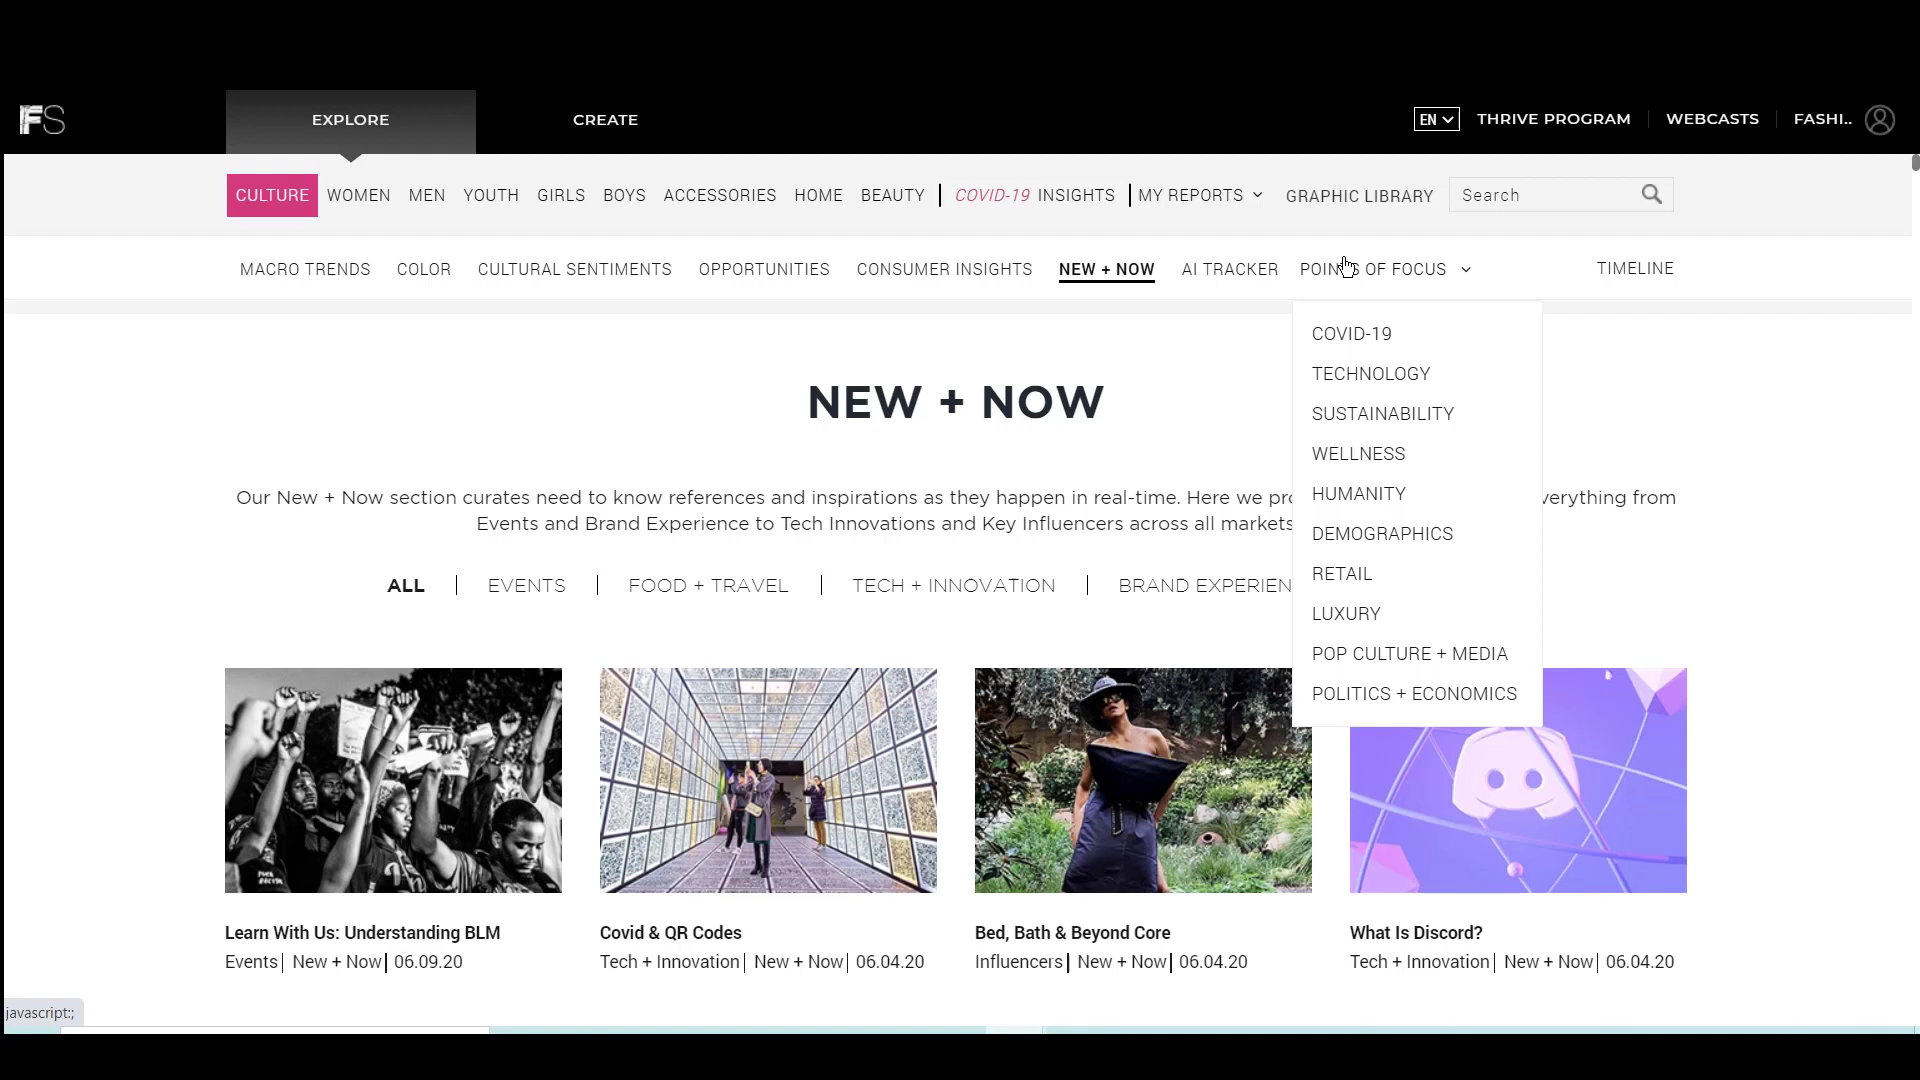 FS
EXPLORE
CREATE
EN
THRIVE PROGRAM
WEBCASTS
FASHI..
CULTURE WOMEN MEN YOUTH GIRLS BOYS ACCESSORIES HOME BEAUTY COVID-19 INSIGHTS MY REPORTS GRAPHIC LIBRARY Search
MACRO TRENDS COLOR CULTURAL SENTIMENTS OPPORTUNITIES CONSUMER INSIGHTS NEW + NOW AI TRACKER POINTS OF FOCUS TIMELINE
COVID-19
TECHNOLOGY
SUSTAINABILITY
WELLNESS
HUMANITY
DEMOGRAPHICS
RETAIL
LUXURY
POP CULTURE + MEDIA
POLITICS + ECONOMICS
NEW + NOW
Our New + Now section curates need to know references and inspirations as they happen in real-time. Here we verything from
Events and Brand Experience to Tech Innovations and Key Influencers across all markets
ALL | EVENTS | FOOD + TRAVEL | TECH + INNOVATION | BRAND EXPERIEN
Learn With Us: Understanding BLM
Events | New + Now | 06.09.20
Covid & QR Codes
Tech + Innovation | New + Now | 06.04.20
Bed, Bath & Beyond Core
Influencers | New + Now | 06.04.20
What Is Discord?
Tech + Innovation | New + Now | 06.04.20
javascript:;